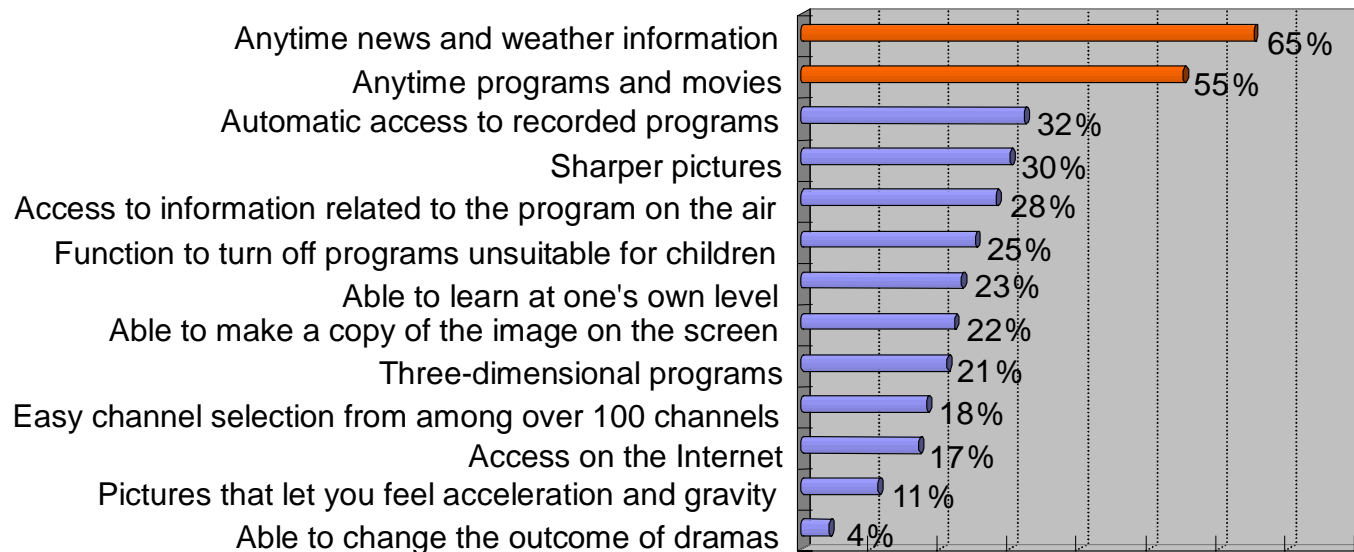 Anytime news and weather information 65%
Anytime programs and movies 55%
Automatic access to recorded programs 32%
Sharper pictures 30%
Access to information related to the program on the air 28%
Function to turn off programs unsuitable for children 25%
Able to learn at one's own level 23%
Able to make a copy of the image on the screen 22%
Three-dimensional programs 21%
Easy channel selection from among over 100 channels 18%
Access on the Internet 17%
Pictures that let you feel acceleration and gravity 11%
Able to change the outcome of dramas 4%